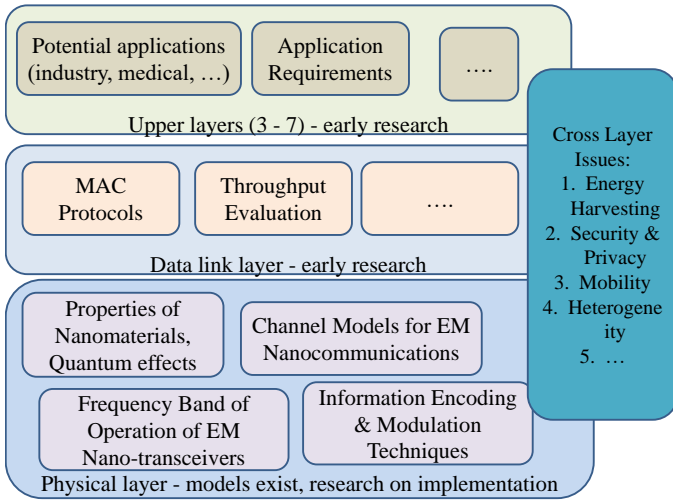 Potential applications
(industry, medical, …)
Application
Requirements
….
Upper layers (3 - 7) - early research
MAC
Protocols
Throughput
Evaluation
….
Data link layer - early research
Properties of
Nanomaterials,
Quantum effects
Channel Models for EM
Nanocommunications
Frequency Band of
Operation of EM
Nano-transceivers
Information Encoding
& Modulation
Techniques
Physical layer - models exist, research on implementation
Cross Layer
Issues:
1. Energy
Harvesting
2. Security &
Privacy
3. Mobility
4. Heterogene
ity
5. …